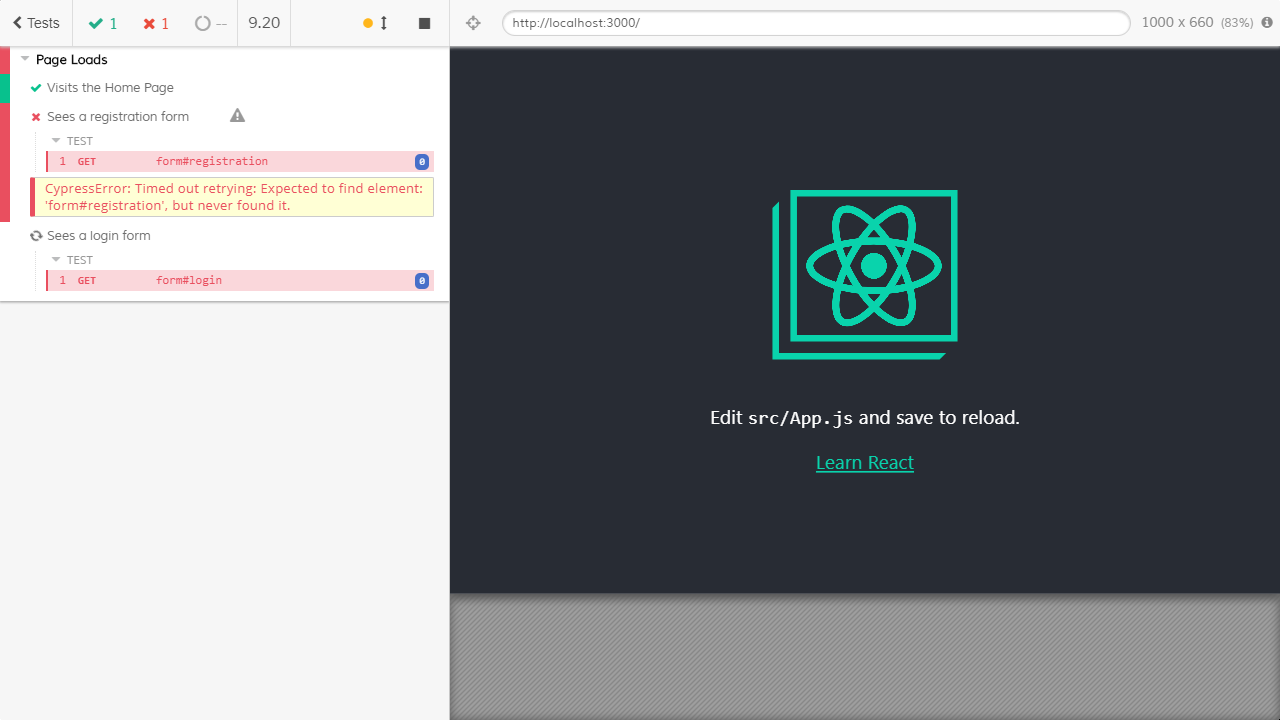 Tests 1 1 -- 9.20
http://localhost:3000/ 1000 x 660 (83%)
Page Loads
Visits the Home Page
Sees a registration form
TEST
1 GET form#registration 0
CypressError: Timed out retrying: Expected to find element:
'form#registration', but never found it.
Sees a login form
TEST
1 GET form#login 0
Edit src/App.js and save to reload.
Learn React